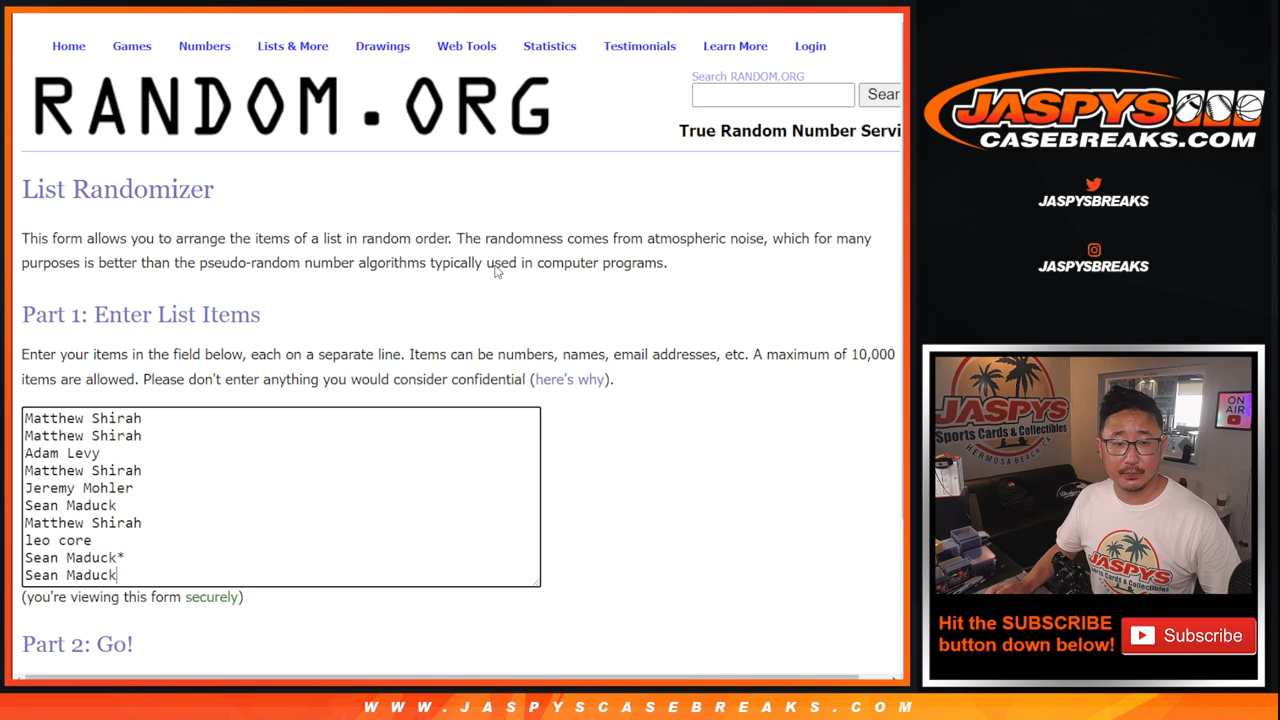 Home Games Numbers Lists & More Drawings Web Tools Statistics Testimonials Learn More Login
RANDOM.ORG
Search RANDOM.ORG
Sear
True Random Number Servi
List Randomizer
This form allows you to arrange the items of a list in random order. The randomness comes from atmospheric noise, which for many
purposes is better than the pseudo-random number algorithms typically used in computer programs.
Part 1: Enter List Items
Enter your items in the field below, each on a separate line. Items can be numbers, names, email addresses, etc. A maximum of 10,000
items are allowed. Please don't enter anything you would consider confidential (here's why).
Matthew Shirah
Matthew Shirah
Adam Levy
Matthew Shirah
Jeremy Mohler
Sean Maduck
Matthew Shirah
leo core
Sean Maduck*
Sean Maduck
(you're viewing this form securely)
Part 2: Go!
JASPYS
CASEBREAKS.COM
JASPYSBREAKS
JASPYSBREAKS
JASPYS
Sports Cards & Collectibles
HERMOSA BEACH CA
ON
AIR
JASPYS
Sports Cards & Collectibles
Hit the SUBSCRIBE
button down below!
Subscribe
WWW.JASPYSCASEBREAKS.COM